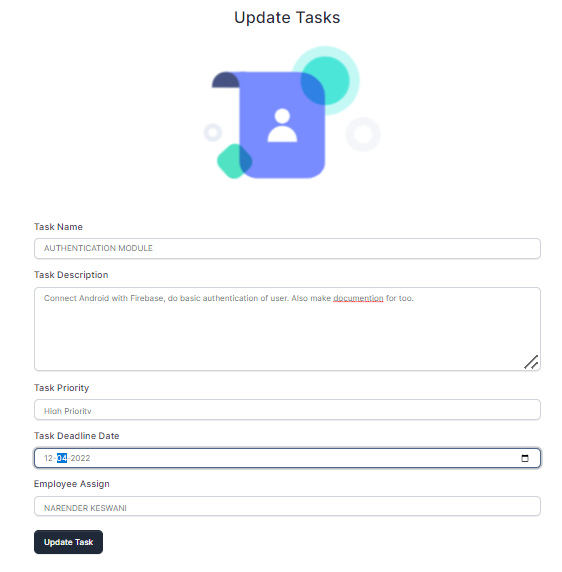 Update Tasks
Task Name
AUTHENTICATION MODULE
Task Description
Connect Android with Firebase, do basic authentication of user. Also make documention for too.
Task Priority
High Priority
Task Deadline Date
12-04-2022
Employee Assign
NARENDER KESWANI
Update Task